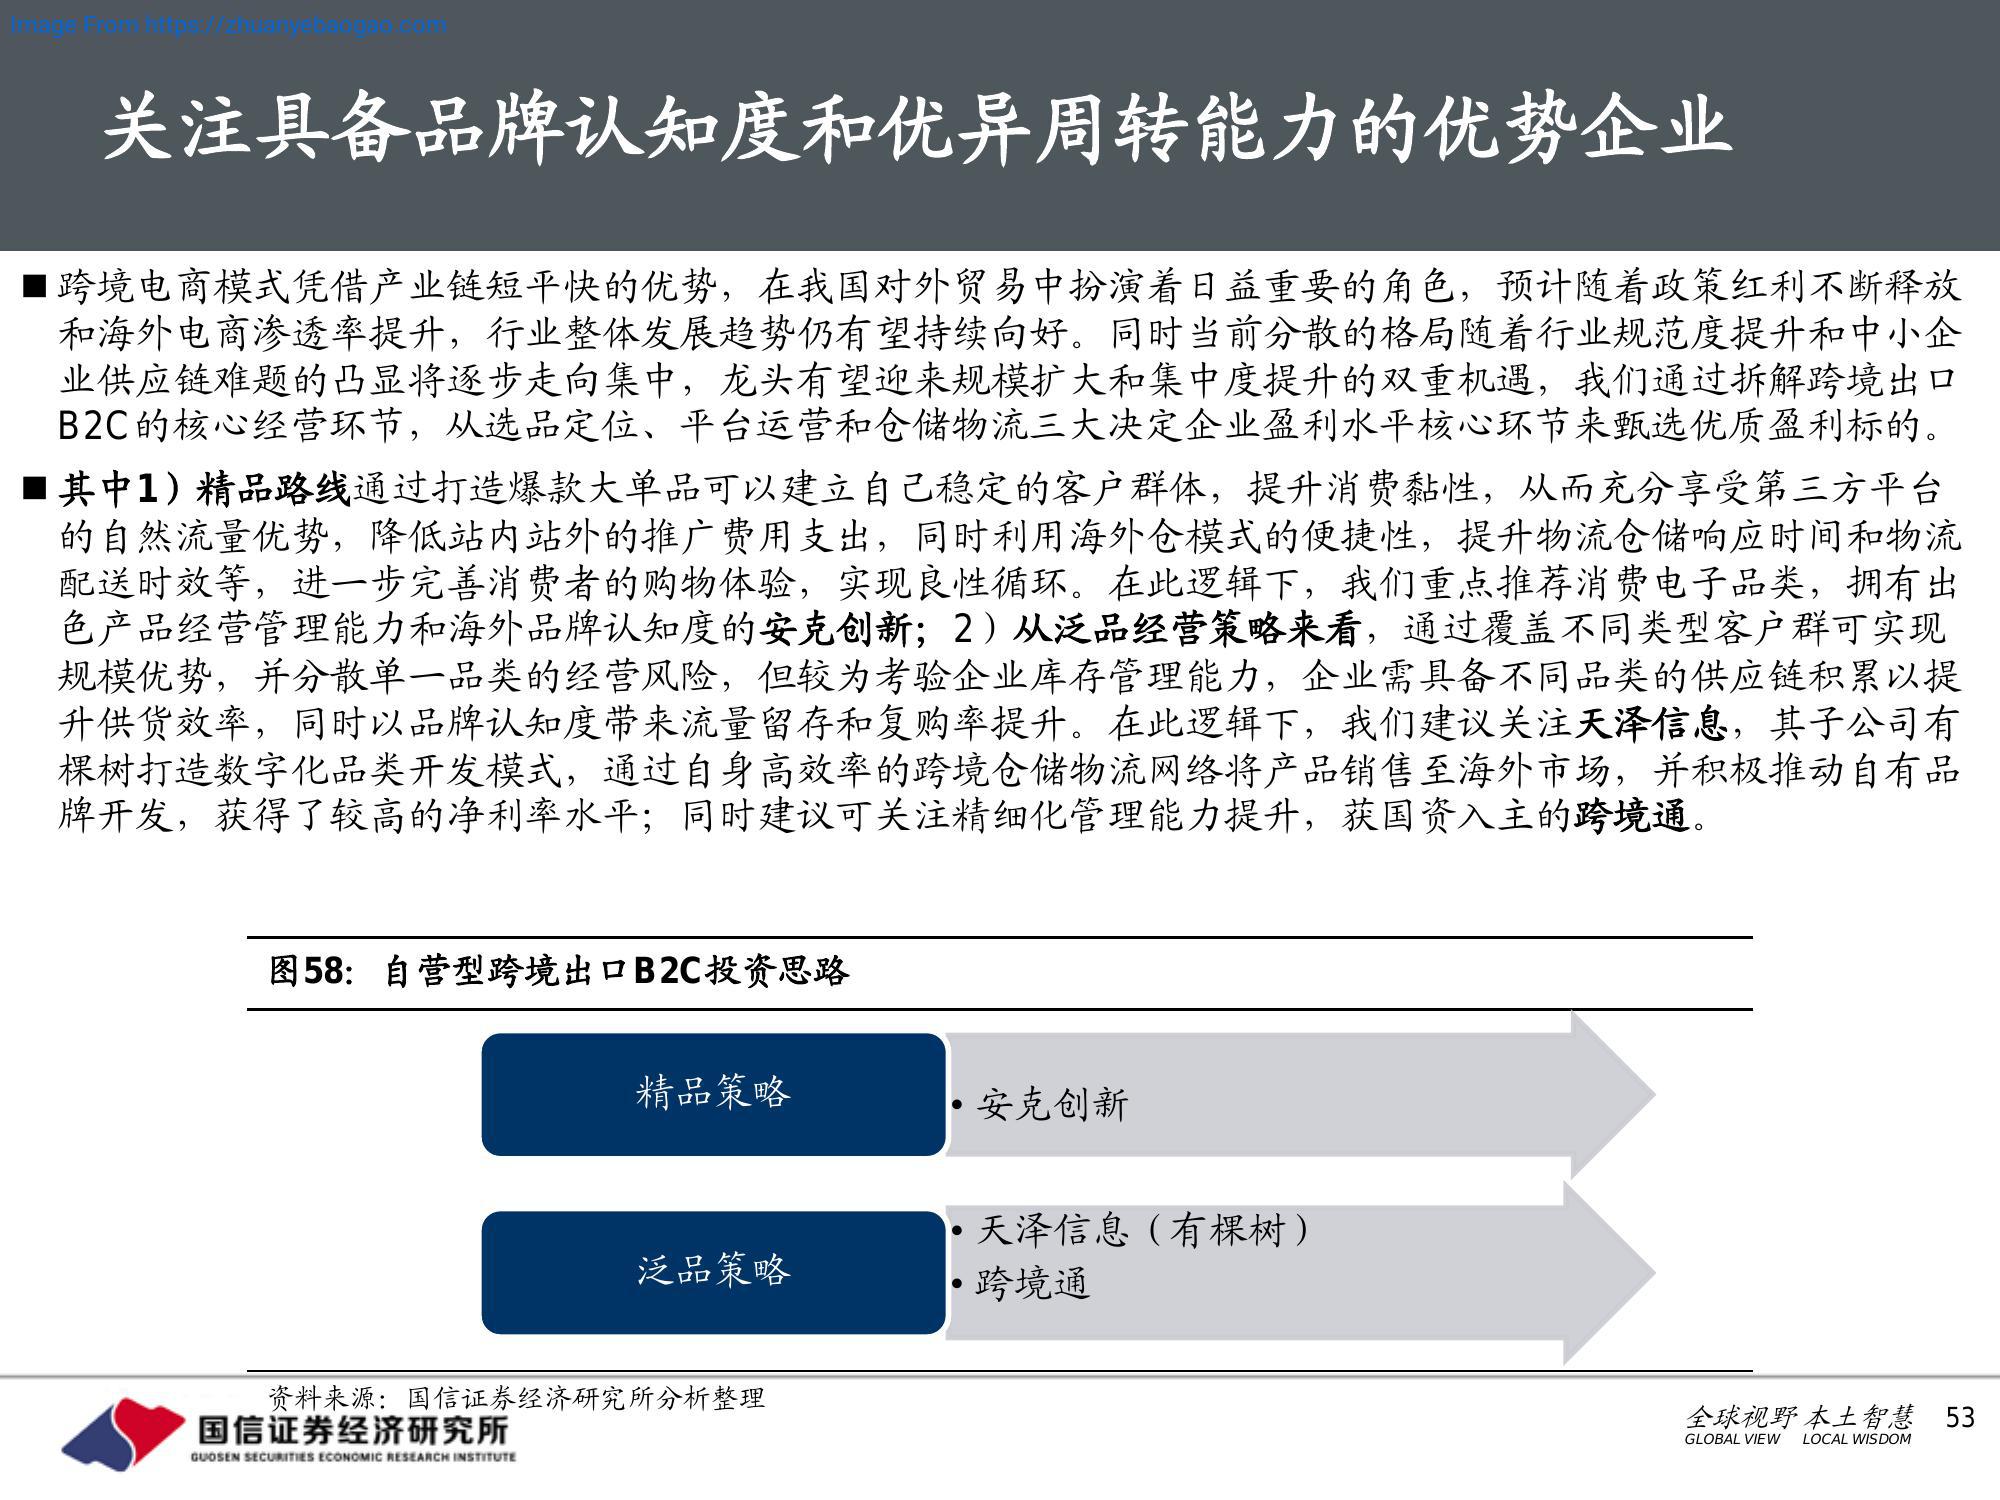 Image From https://zhuanyebaogao.com
关注具备品牌认知度和优异周转能力的优势企业
■ 跨境电商模式凭借产业链短平快的优势，在我国对外贸易中扮演着日益重要的角色，预计随着政策红利不断释放
和海外电商渗透率提升，行业整体发展趋势仍有望持续向好。同时当前分散的格局随着行业规范度提升和中小企
业供应链难题的凸显将逐步走向集中，龙头有望迎来规模扩大和集中度提升的双重机遇，我们通过拆解跨境出口
B2C的核心经营环节，从选品定位、平台运营和仓储物流三大决定企业盈利水平核心环节来甄选优质盈利标的。
■ 其中1）精品路线通过打造爆款大单品可以建立自己稳定的客户群体，提升消费黏性，从而充分享受第三方平台
的自然流量优势，降低站内站外的推广费用支出，同时利用海外仓模式的便捷性，提升物流仓储响应时间和物流
配送时效等，进一步完善消费者的购物体验，实现良性循环。在此逻辑下，我们重点推荐消费电子品类，拥有出
色产品经营管理能力和海外品牌认知度的安克创新；2）从泛品经营策略来看，通过覆盖不同类型客户群可实现
规模优势，并分散单一品类的经营风险，但较为考验企业库存管理能力，企业需具备不同品类的供应链积累以提
升供货效率，同时以品牌认知度带来流量留存和复购率提升。在此逻辑下，我们建议关注天泽信息，其子公司有
棵树打造数字化品类开发模式，通过自身高效率的跨境仓储物流网络将产品销售至海外市场，并积极推动自有品
牌开发，获得了较高的净利率水平；同时建议可关注精细化管理能力提升，获国资入主的跨境通。
图58： 自营型跨境出口B2C投资思路
精品策略
• 安克创新
泛品策略
• 天泽信息（有棵树）
• 跨境通
资料来源：国信证券经济研究所分析整理
国信证券经济研究所
GUOSEN SECURITIES ECONOMIC RESEARCH INSTITUTE
全球视野 本土智慧
GLOBAL VIEW LOCAL WISDOM
53